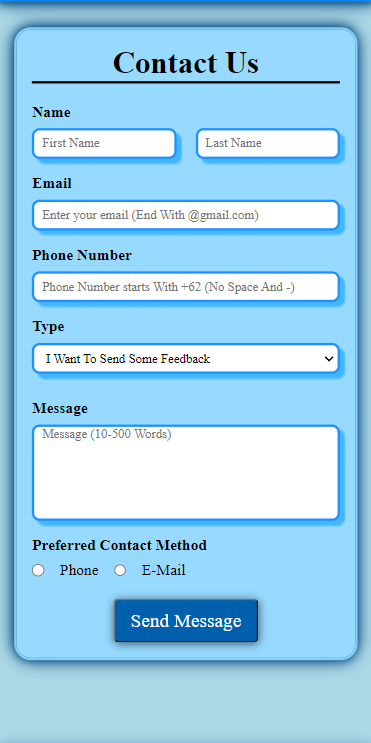 Contact Us
Name
First Name Last Name
Email
Enter your email (End With @gmail.com)
Phone Number
Phone Number starts With +62 (No Space And -)
Type
I Want To Send Some Feedback
Message
Message (10-500 Words)
Preferred Contact Method
Phone E-Mail
Send Message